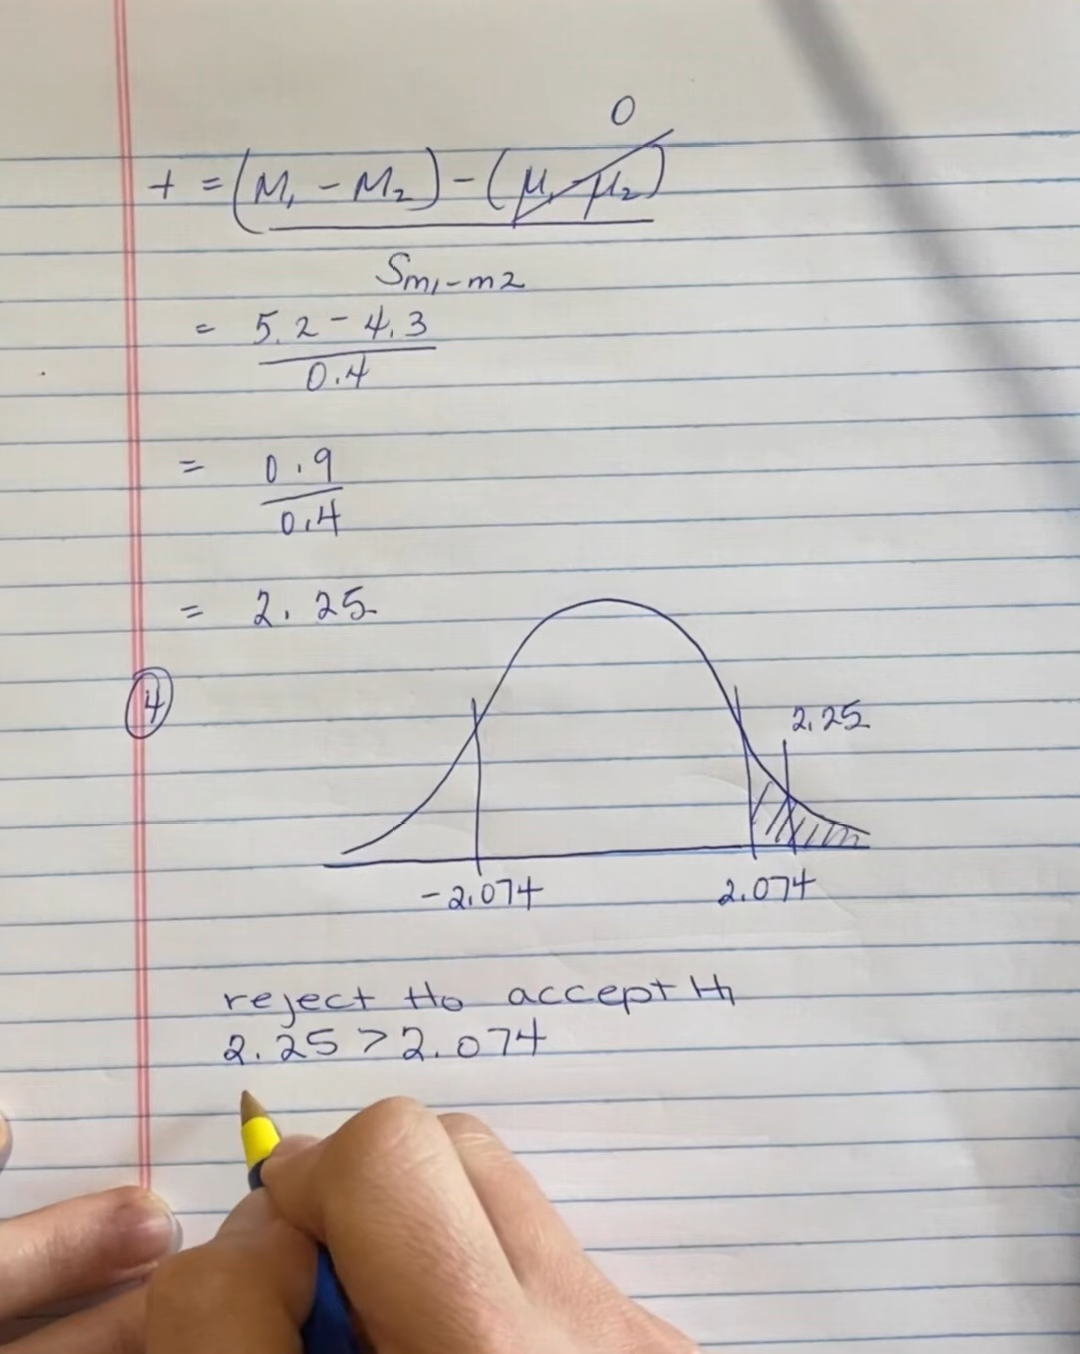 0
t = (M₁ - M₂) - (μ₁ - μ₂)
Sm1-m2
= 5.2 - 4.3
0.4
= 0.9
0.4
= 2.25
4
2.25
-2.074 2.074
reject Ho accept H1
2.25 > 2.074